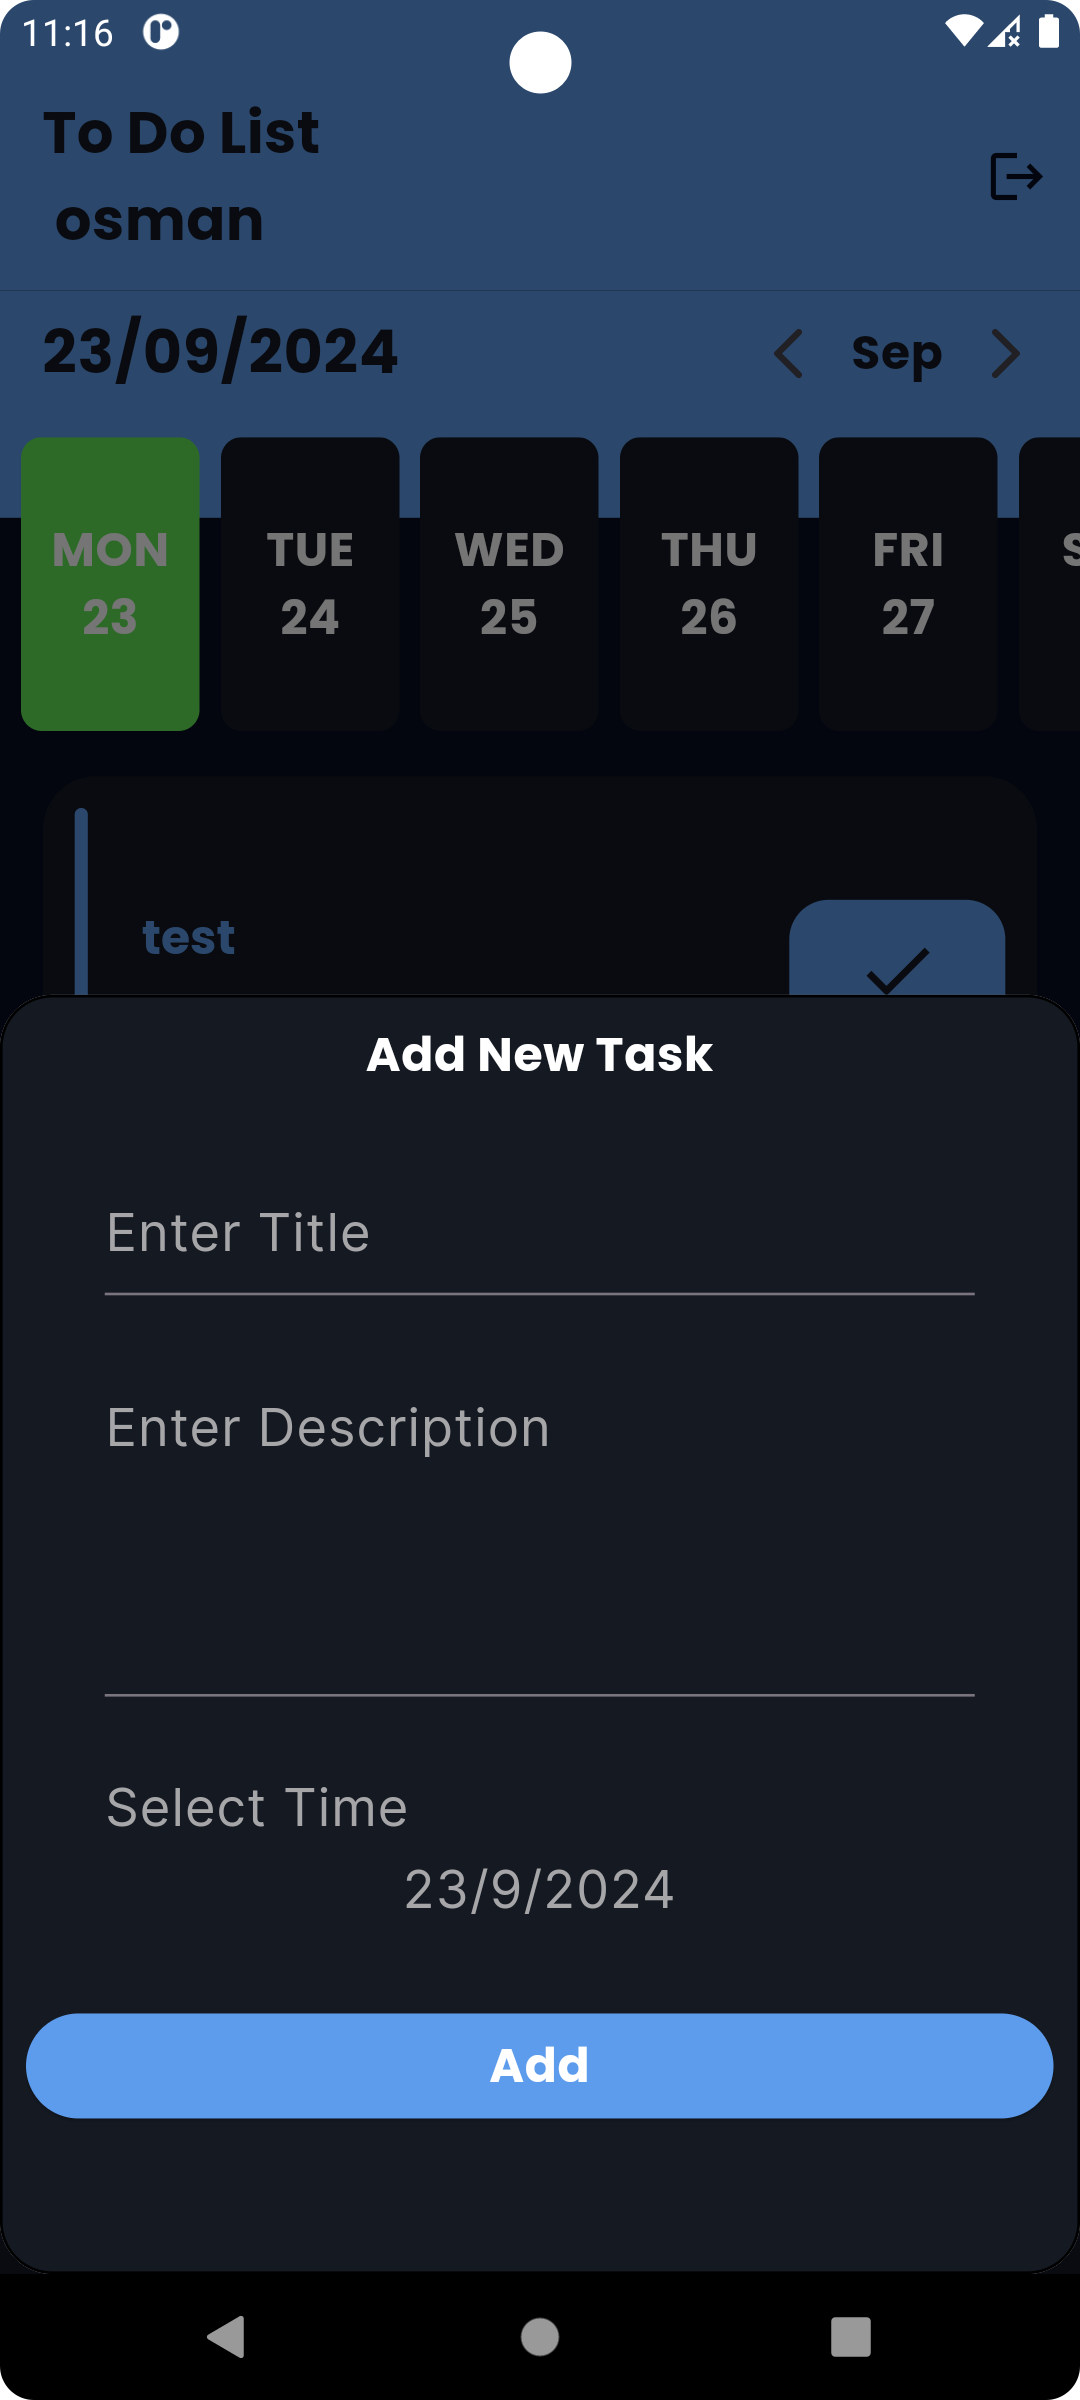 11:16
To Do List
osman
23/09/2024
Sep
MON TUE WED THU FRI S
23 24 25 26 27
test
Add New Task
Enter Title
Enter Description
Select Time
23/9/2024
Add